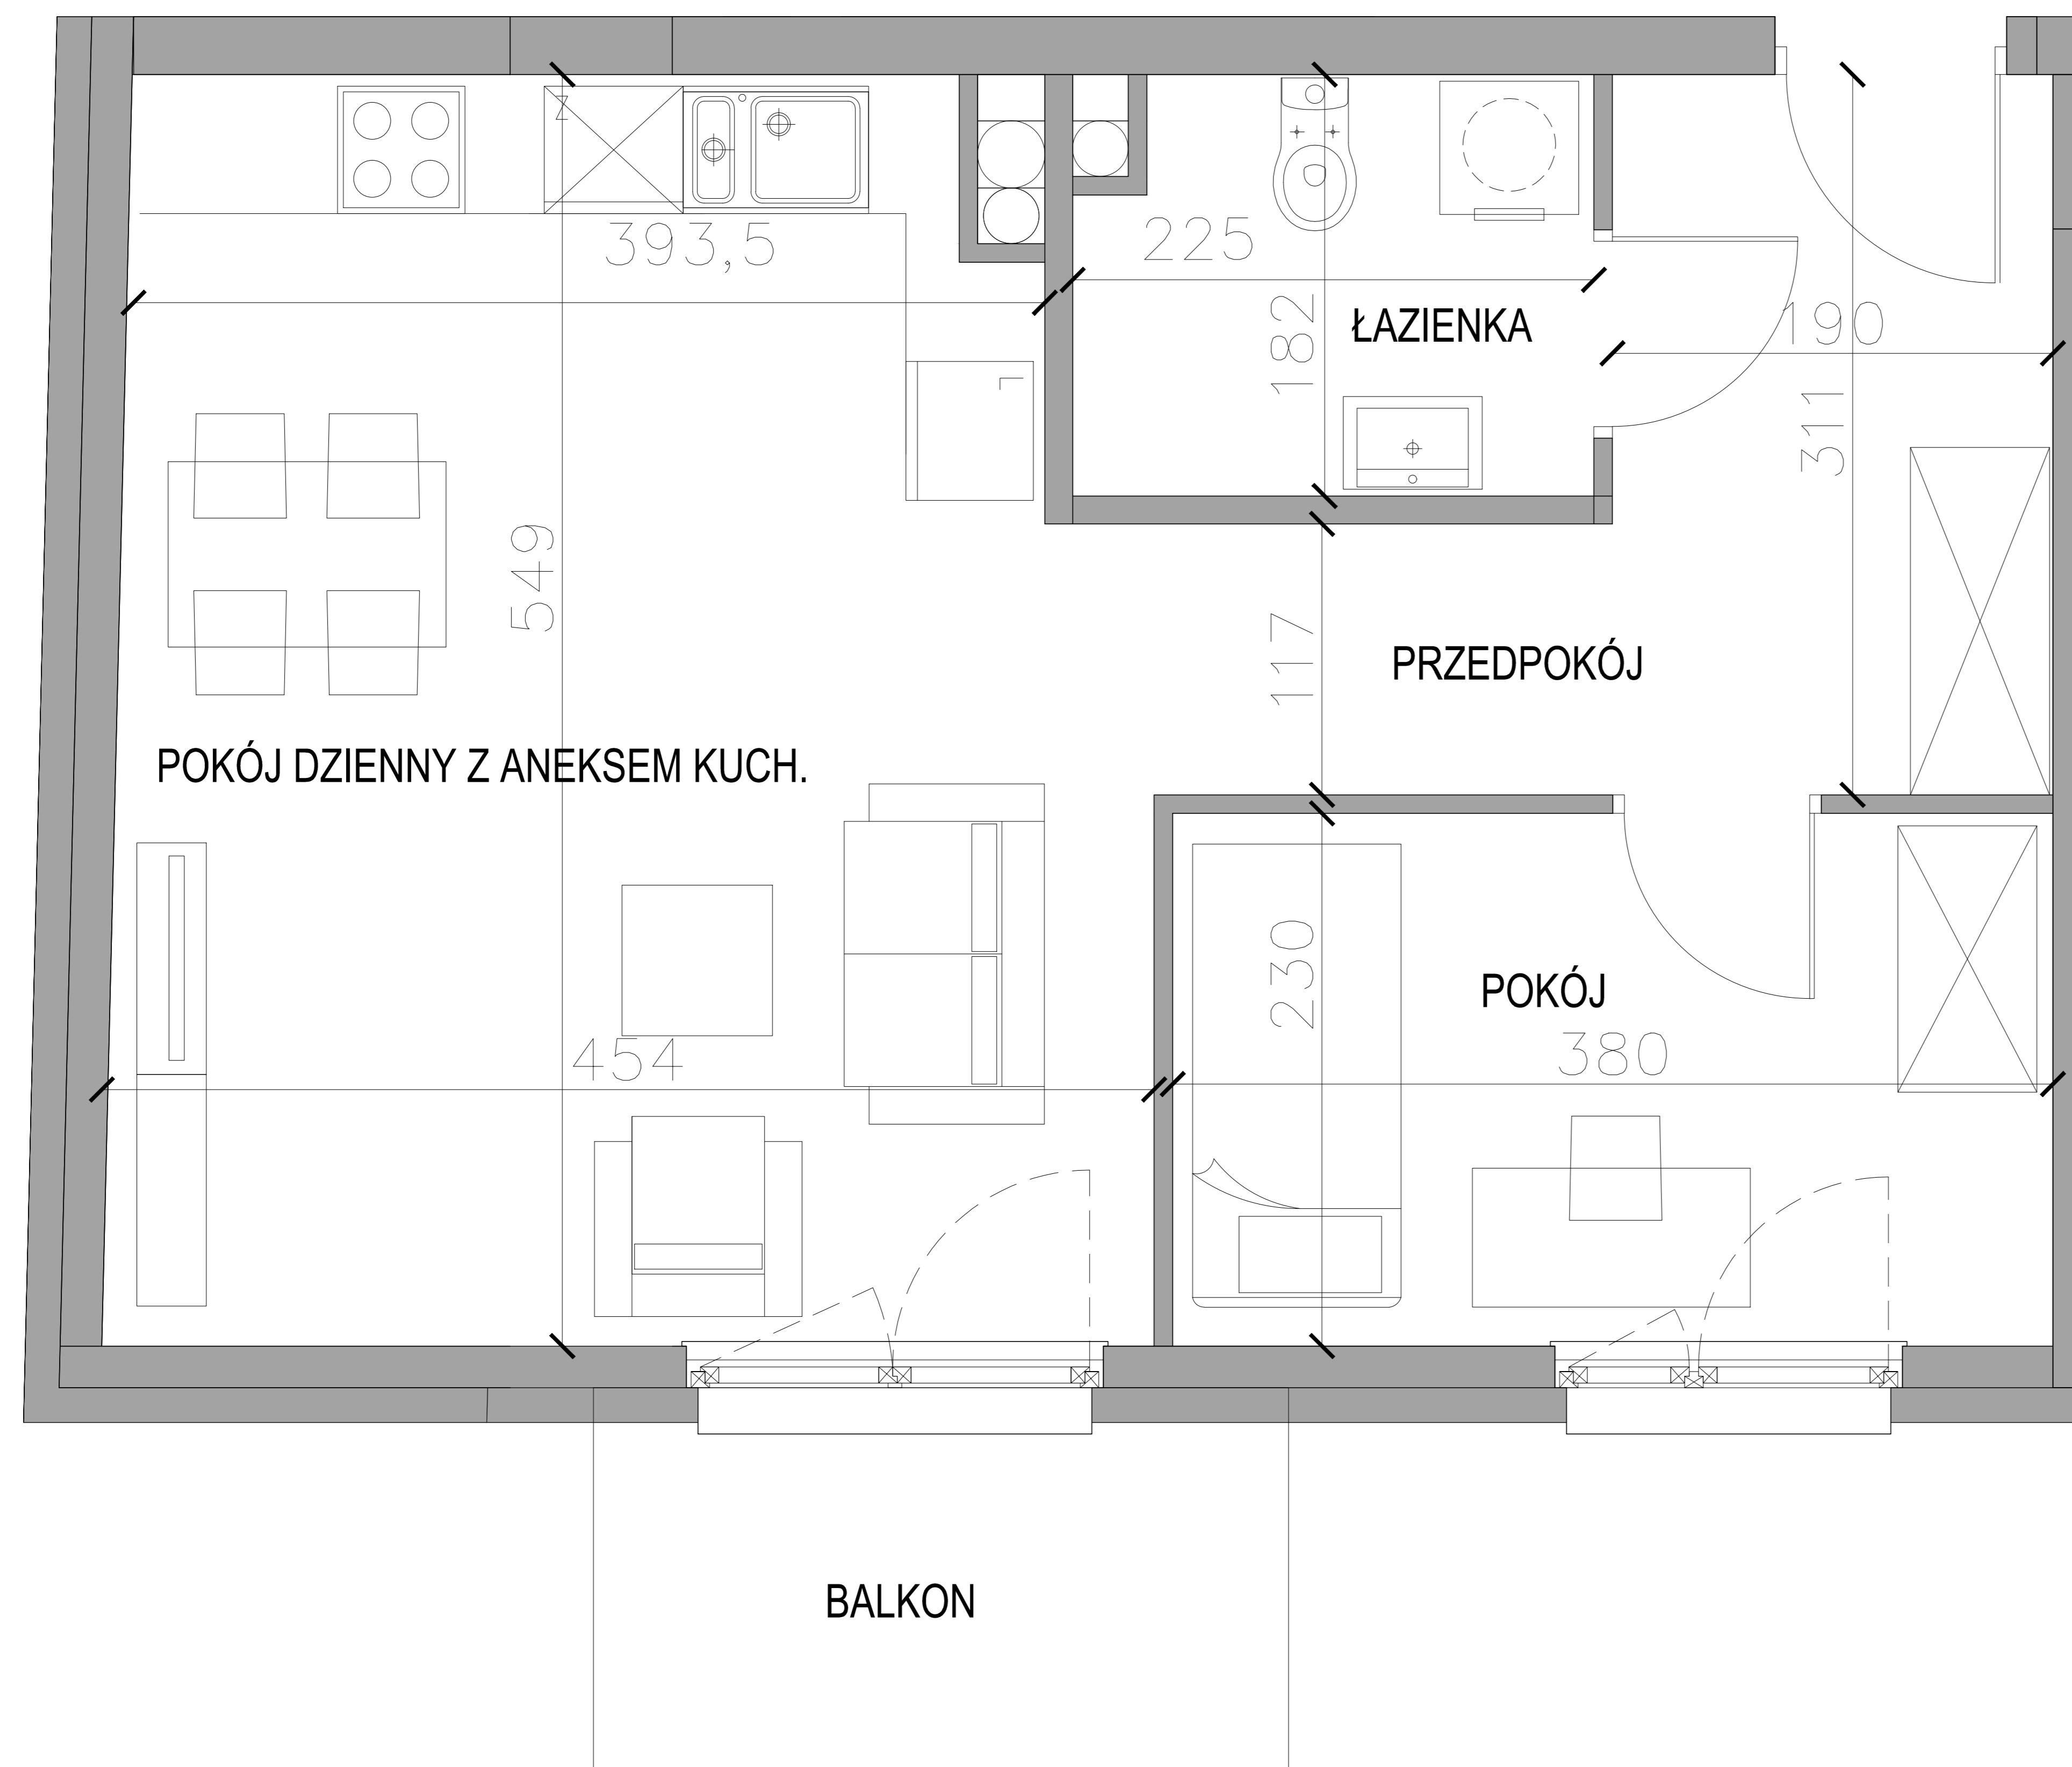 393,5
225
182
ŁAZIENKA
190
311
549
117
PRZEDPOKÓJ
POKÓJ DZIENNY Z ANEKSEM KUCH.
230
POKÓJ
454
380
BALKON